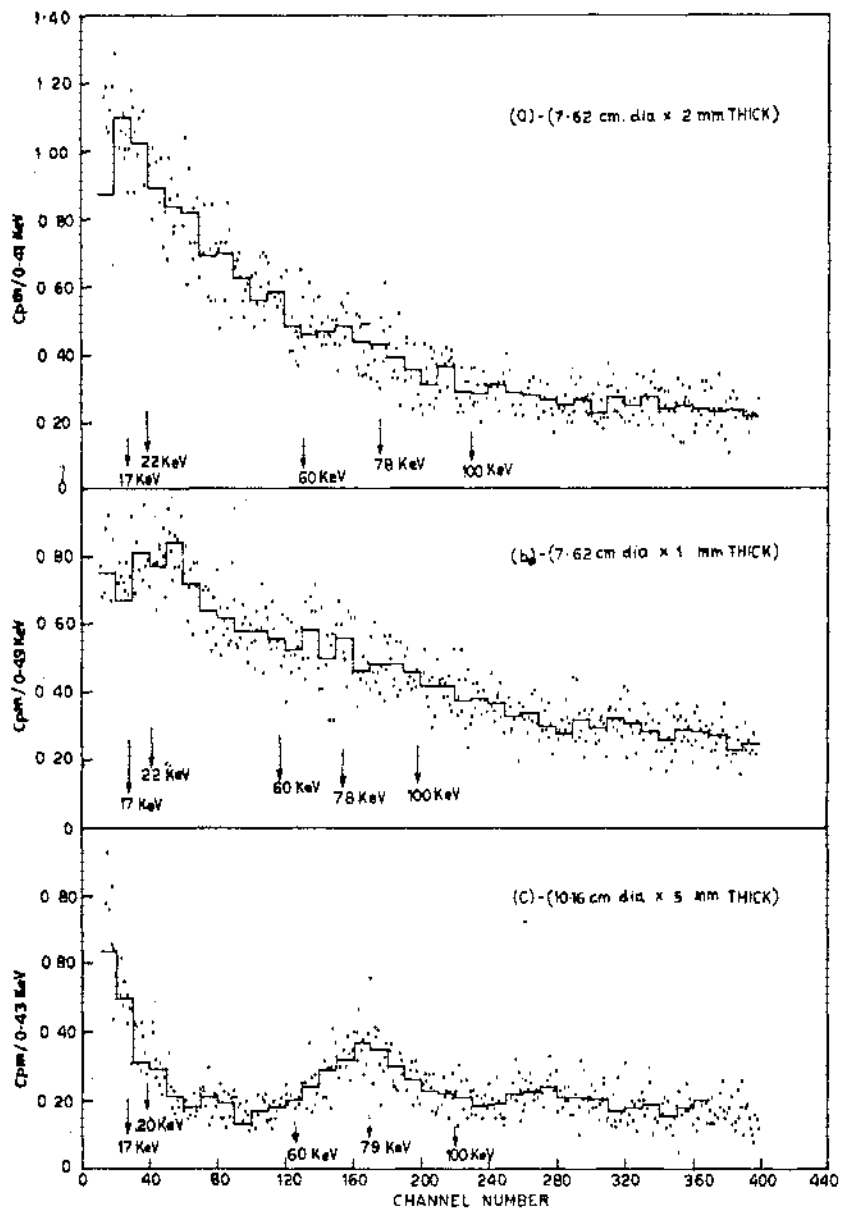 1·40
1·20
1·00
0 80
0 60
0 40
0 20
0
Cpm/0·41 KeV
(a)-(7·62 cm. dia × 2 mm THICK)
17 KeV
22 KeV
60 KeV
78 KeV
100 KeV
0 80
0 60
0 40
0 20
0
Cpm/0·49 KeV
(b)-(7·62 cm dia × 1 mm THICK)
17 KeV
22 KeV
60 KeV
78 KeV
100 KeV
0 80
0 60
0 40
0 20
0
Cpm/0·43 KeV
(C)-(10·16 cm dia × 5 mm THICK)
17 KeV
20 KeV
60 KeV
79 KeV
100 KeV
0 40 80 120 160 200 240 280 320 360 400 440
CHANNEL NUMBER